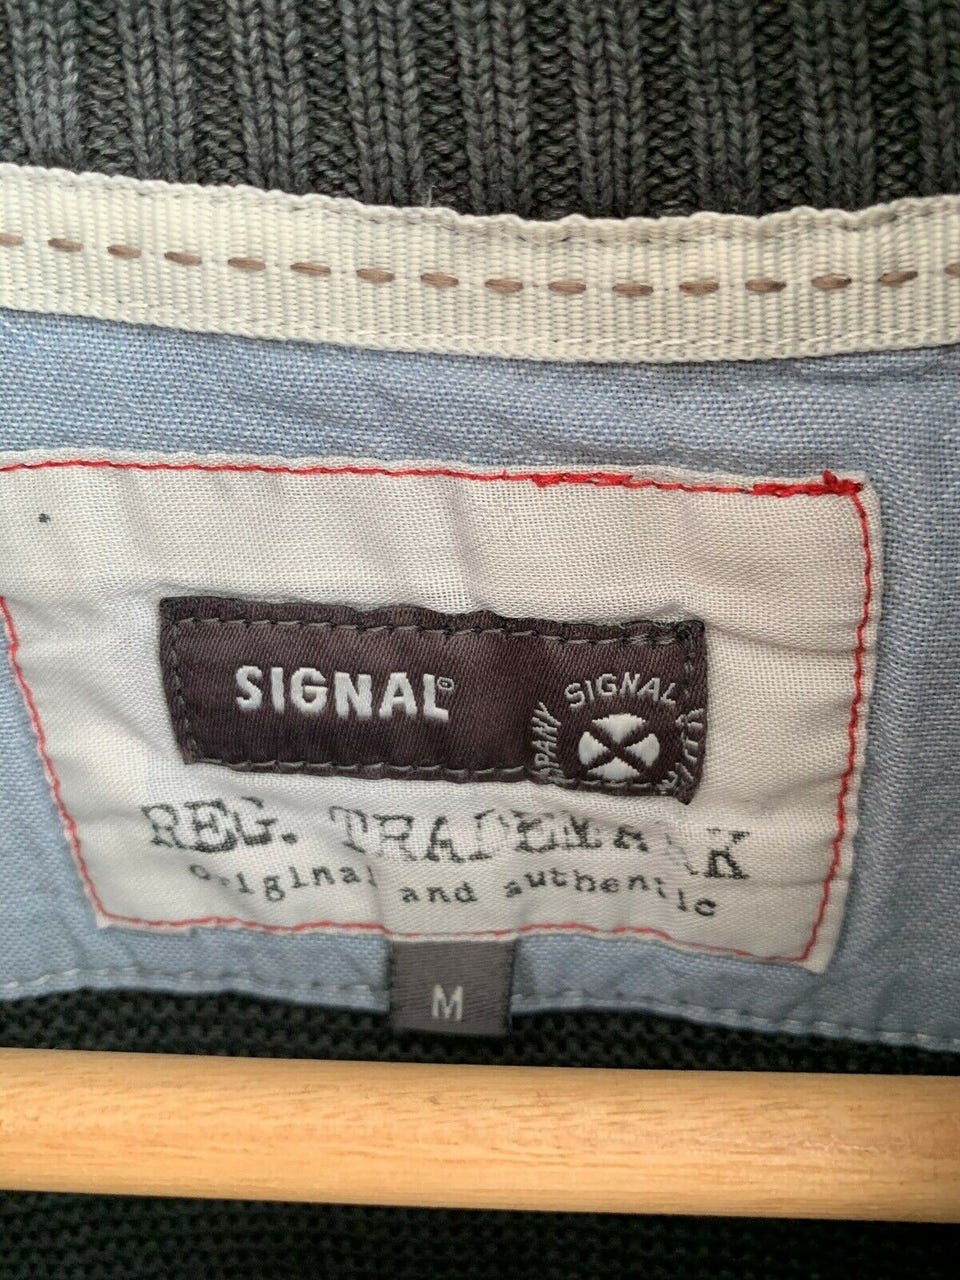 SIGNAL®
SIGNAL
REG. TRADEMARK
original and authentic
M